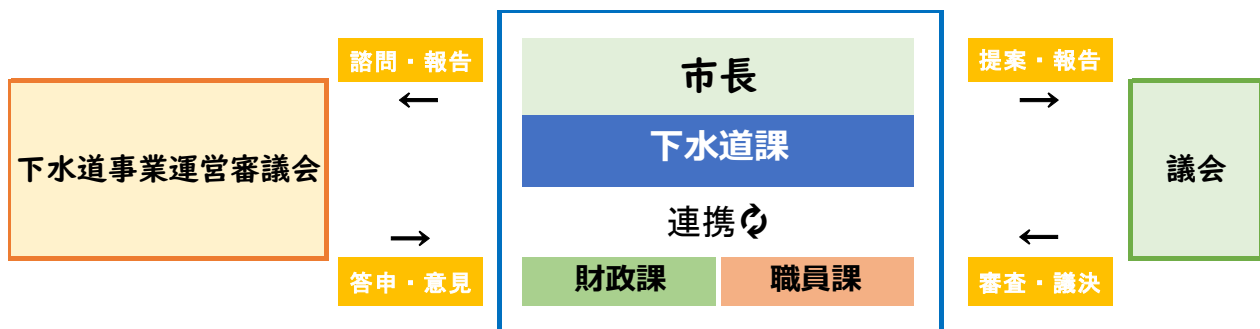 諮問・報告
←
下水道事業運営審議会
→
答申・意見
市長
下水道課
連携🗘
財政課 職員課
提案・報告
→
議会
←
審査・議決